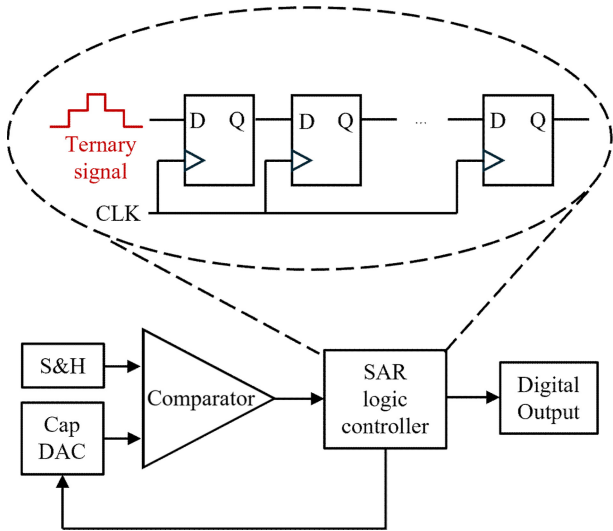 D Q D Q ... D Q
Ternary
signal
CLK
S&H
Cap
DAC
Comparator
SAR
logic
controller
Digital
Output